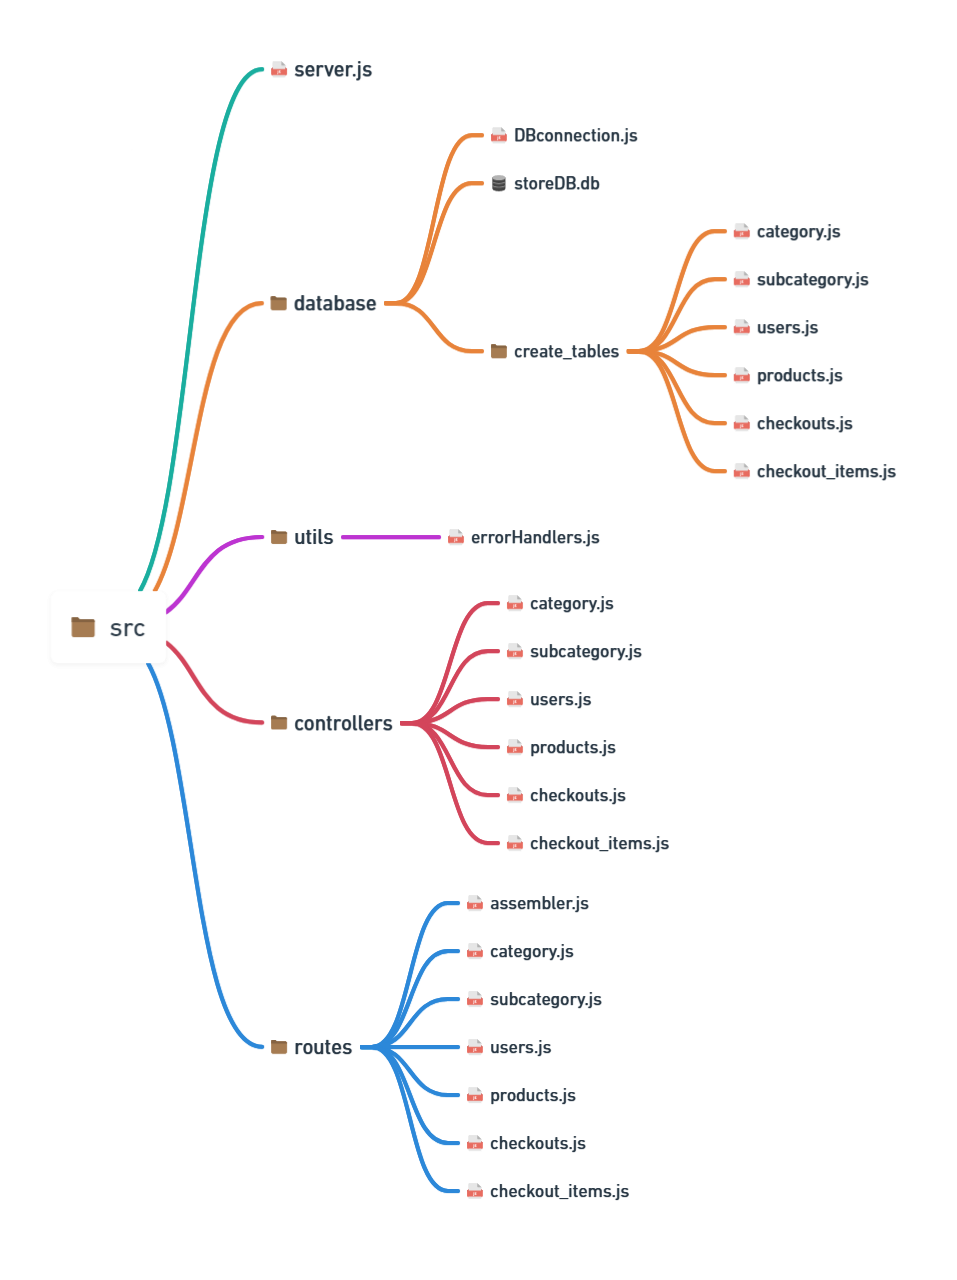 server.js
DBconnection.js
storeDB.db
category.js
subcategory.js
database
users.js
create_tables
products.js
checkouts.js
checkout_items.js
utils
errorHandlers.js
category.js
src
subcategory.js
users.js
controllers
products.js
checkouts.js
checkout_items.js
assembler.js
category.js
subcategory.js
routes
users.js
products.js
checkouts.js
checkout_items.js